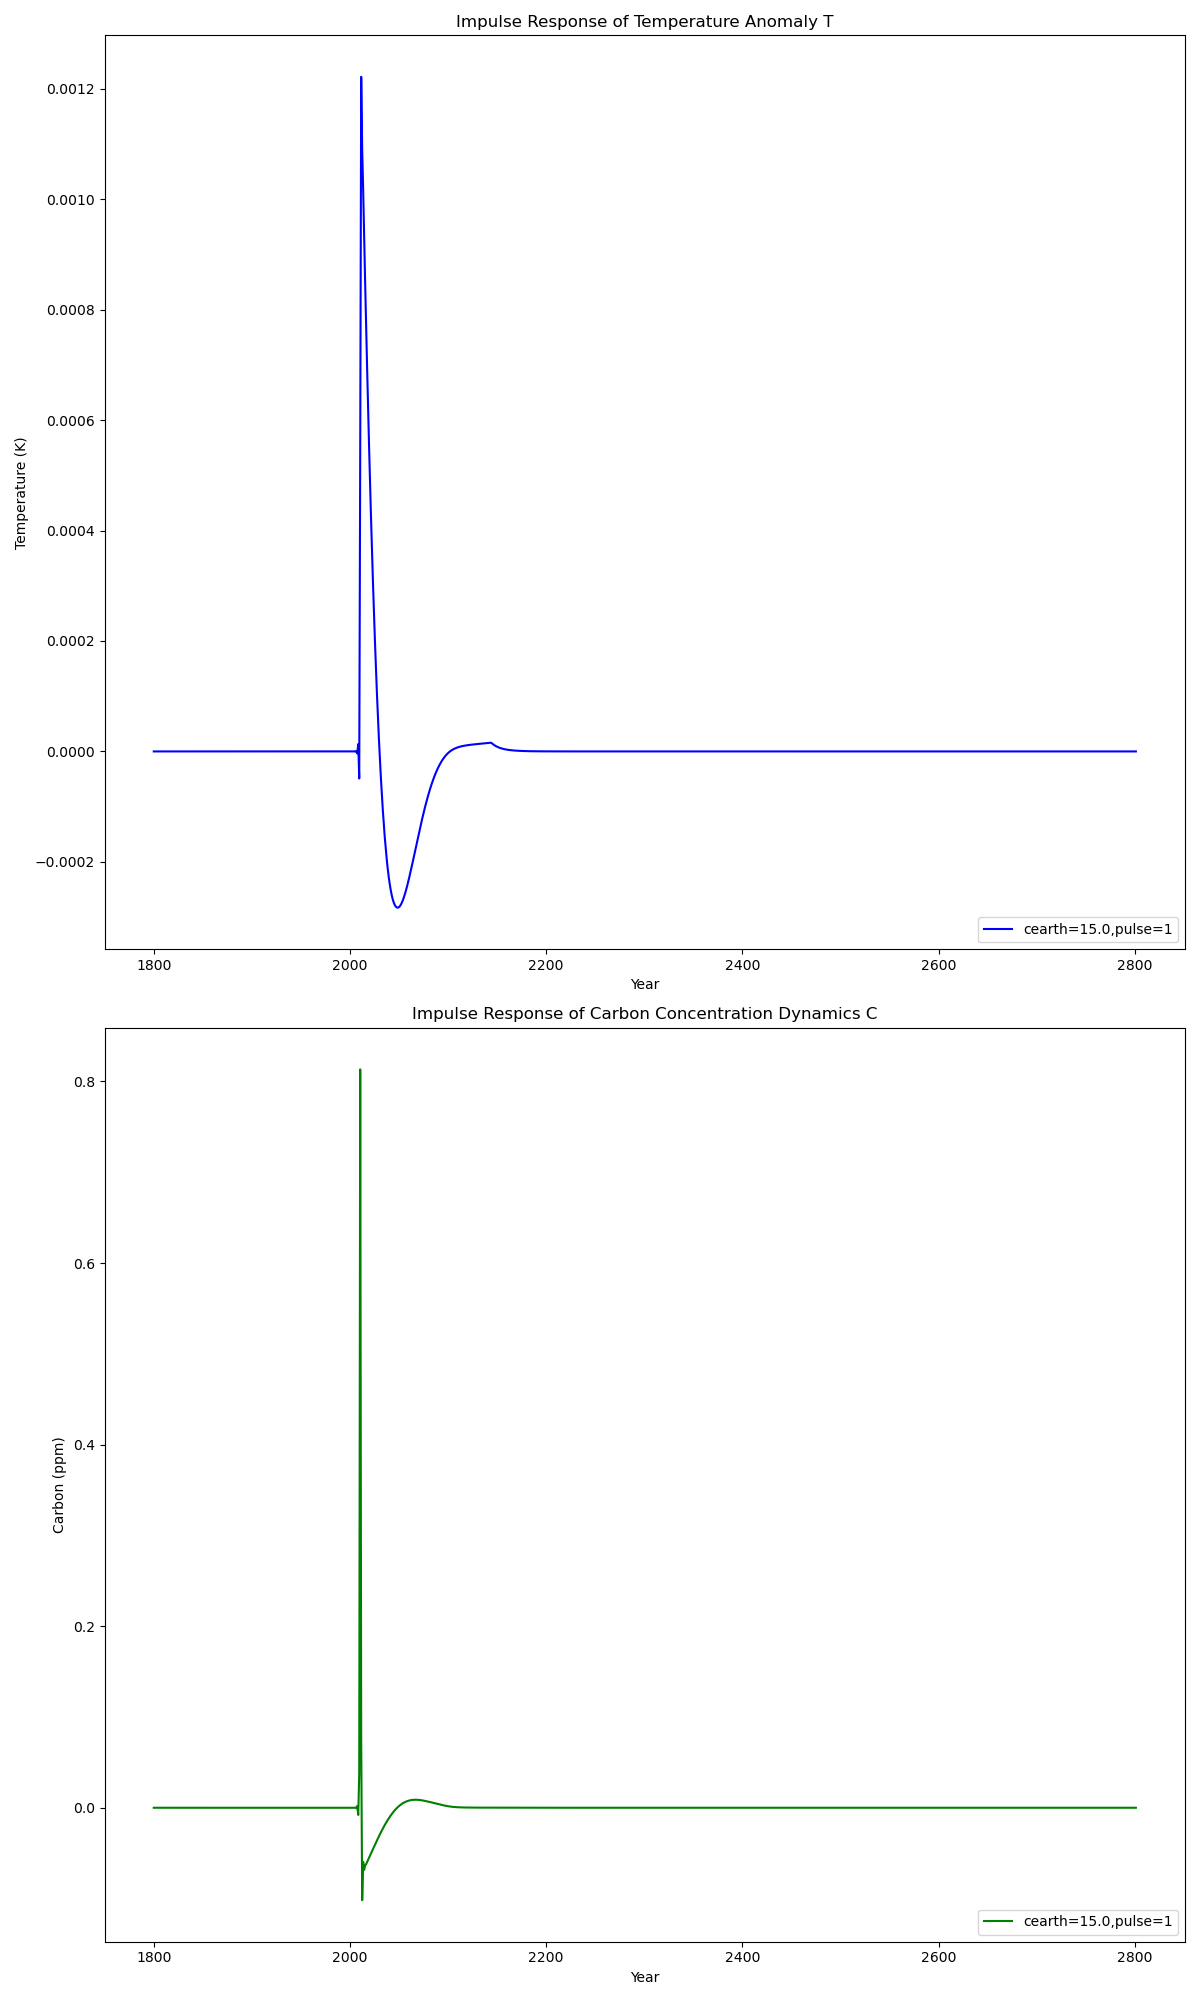 Impulse Response of Temperature Anomaly T
0.0012
0.0010
0.0008
0.0006
0.0004
0.0002
0.0000
−0.0002
Temperature (K)
cearth=15.0,pulse=1
1800 2000 2200 2400 2600 2800
Year
Impulse Response of Carbon Concentration Dynamics C
0.8
0.6
0.4
0.2
0.0
Carbon (ppm)
cearth=15.0,pulse=1
1800 2000 2200 2400 2600 2800
Year